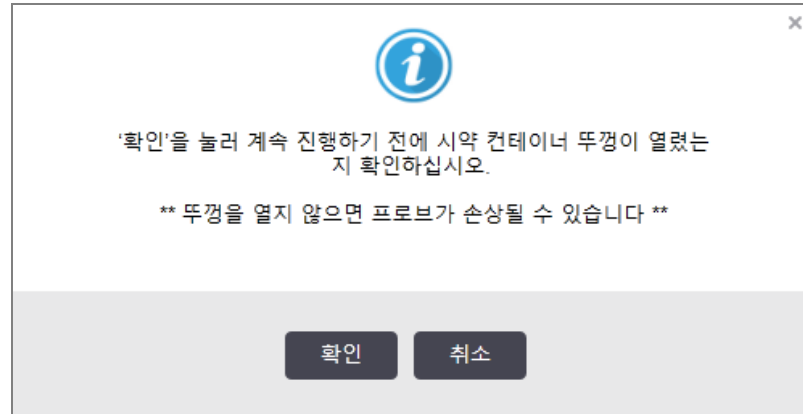 '확인'을 눌러 계속 진행하기 전에 시약 컨테이너 뚜껑이 열렸는
지 확인하십시오.
** 뚜껑을 열지 않으면 프로브가 손상될 수 있습니다 **
확인 취소